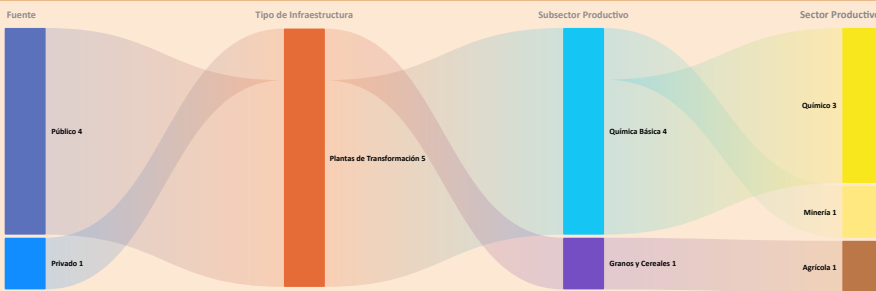 Fuente
Tipo de Infraestructura
Subsector Productivo
Sector Productivo
Público 4
Privado 1
Plantas de Transformación 5
Química Básica 4
Granos y Cereales 1
Químico 3
Minería 1
Agrícola 1